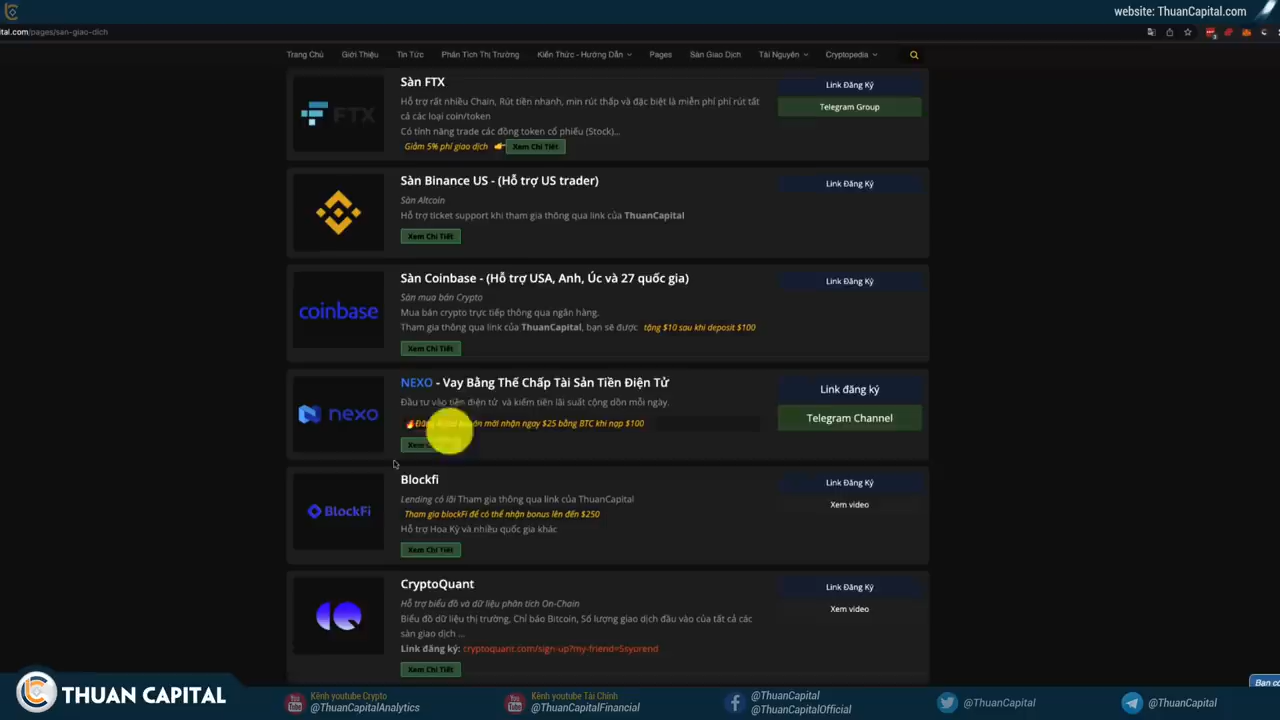 website: ThuanCapital.com
ital.com/pages/san-giao-dich
Trang Chủ Giới Thiệu Tin Tức Phân Tích Thị Trường Kiến Thức - Hướng Dẫn Pages Sàn Giao Dịch Tài Nguyên Cryptopedia
FTX
Sàn FTX
Hỗ trợ rất nhiều Chain, Rút tiền nhanh, min rút thấp và đặc biệt là miễn phí phí rút tất
cả các loại coin/token
Có tính năng trade các đồng token cổ phiếu (Stock)...
Giảm 5% phí giao dịch 👉 Xem Chi Tiết
Link Đăng Ký
Telegram Group
Sàn Binance US - (Hỗ trợ US trader)
Sàn Altcoin
Hỗ trợ ticket support khi tham gia thông qua link của ThuanCapital
Xem Chi Tiết
Link Đăng Ký
coinbase
Sàn Coinbase - (Hỗ trợ USA, Anh, Úc và 27 quốc gia)
Sàn mua bán Crypto
Mua bán crypto trực tiếp thông qua ngân hàng.
Tham gia thông qua link của ThuanCapital, bạn sẽ được tặng $10 sau khi deposit $100
Xem Chi Tiết
Link Đăng Ký
nexo
NEXO - Vay Bằng Thế Chấp Tài Sản Tiền Điện Tử
Đầu tư vào tiền điện tử và kiếm tiền lãi suất cộng dồn mỗi ngày.
🔥Đăng mới nhận ngay $25 bằng BTC khi nạp $100
Xem
Link đăng ký
Telegram Channel
BlockFi
Blockfi
Lending có lãi Tham gia thông qua link của ThuanCapital
Tham gia blockFi để có thể nhận bonus lên đến $250
Hỗ trợ Hoa Kỳ và nhiều quốc gia khác
Xem Chi Tiết
Link Đăng Ký
Xem video
CryptoQuant
Hỗ trợ biểu đồ và dữ liệu phân tích On-Chain
Biểu đồ dữ liệu thị trường, Chỉ báo Bitcoin, Số lượng giao dịch đầu vào của tất cả các
sàn giao dịch ...
Link đăng ký: cryptoquant.com/sign-up?my-friend=Ssyurend
Xem Chi Tiết
Link Đăng Ký
Xem video
THUAN CAPITAL
Kênh youtube Crypto
@ThuanCapitalAnalytics
Kênh youtube Tài Chính
@ThuanCapitalFinancial
@ThuanCapital
@ThuanCapitalOfficial
@ThuanCapital
@ThuanCapital